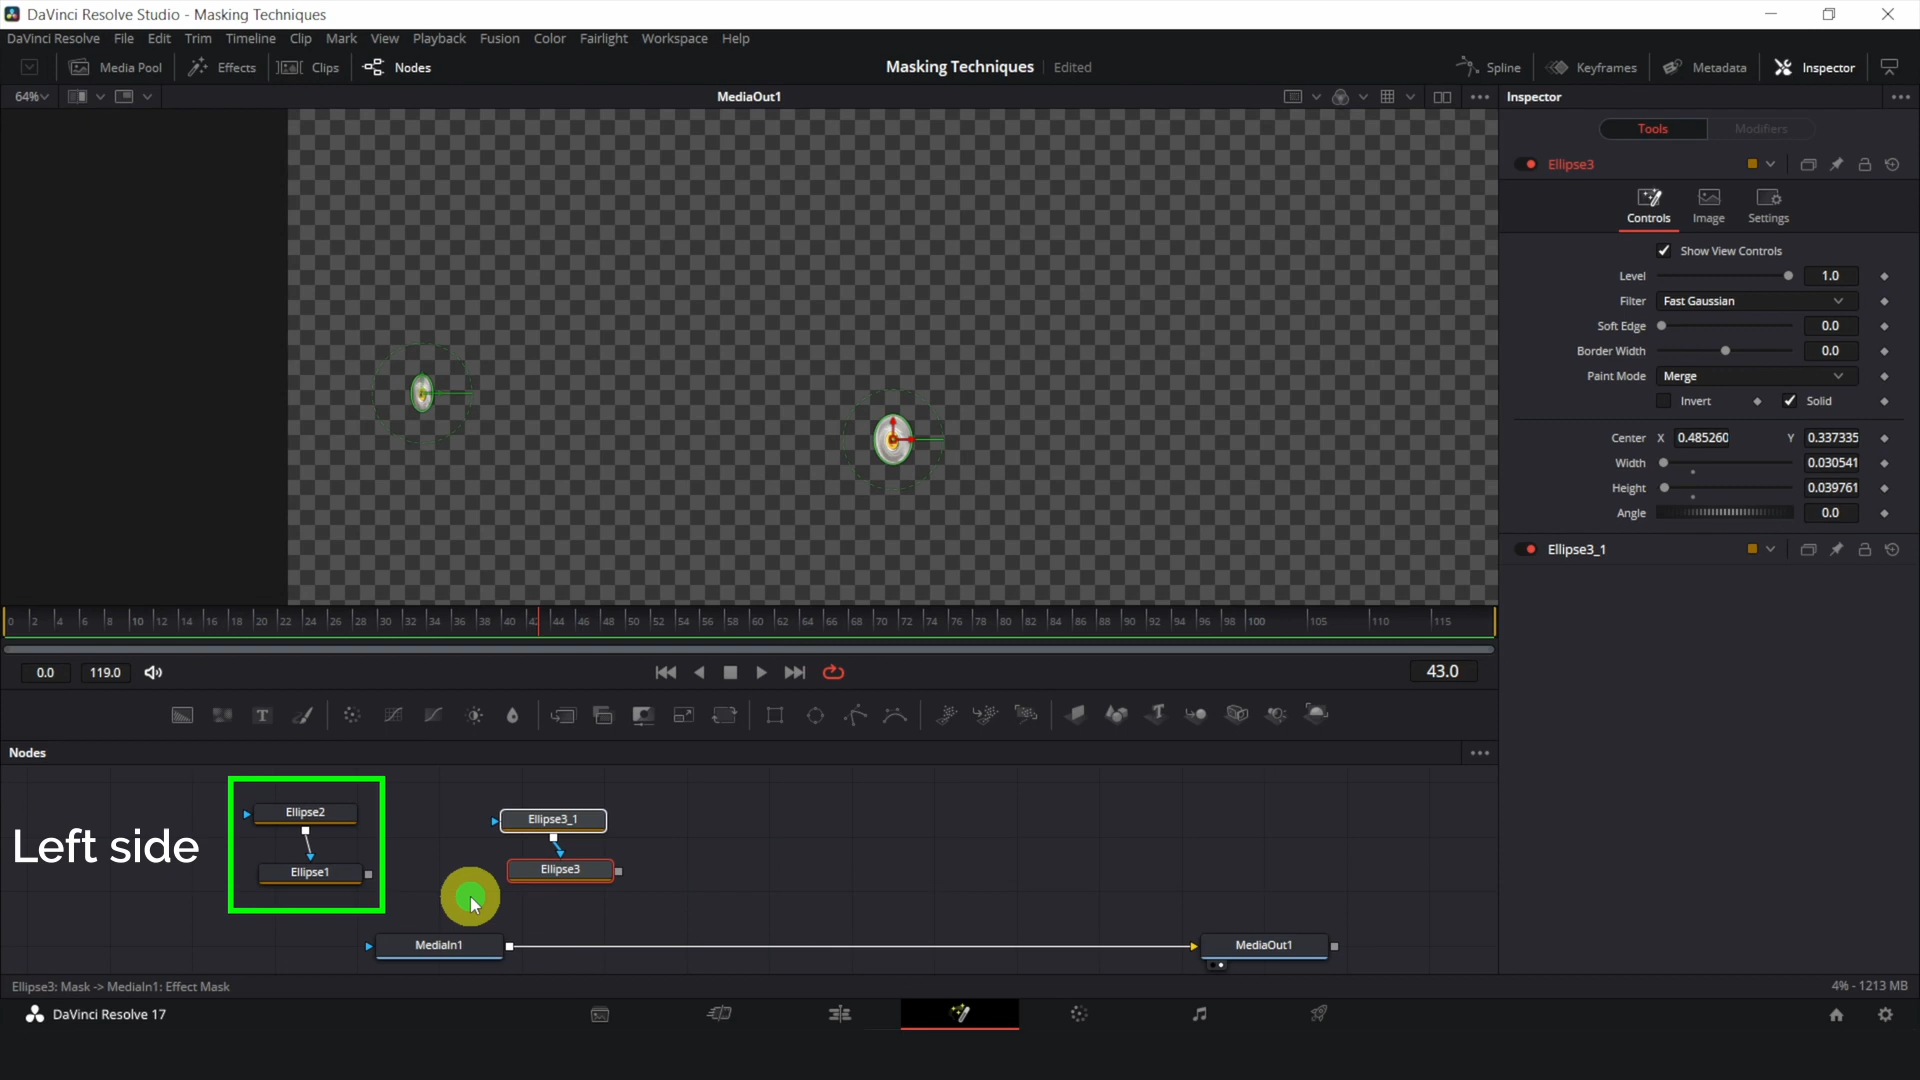 DaVinci Resolve Studio - Masking Techniques
DaVinci Resolve File Edit Trim Timeline Clip Mark View Playback Fusion Color Fairlight Workspace Help
Media Pool Effects Clips Nodes Masking Techniques Edited Spline Keyframes Metadata Inspector
64% MediaOut1 Inspector
Tools Modifiers
Ellipse3
Controls Image Settings
Show View Controls
Level 1.0
Filter Fast Gaussian
Soft Edge 0.0
Border Width 0.0
Paint Mode Merge
Invert Solid
Center X 0.485260 Y 0.337335
Width 0.030541
Height 0.039761
Angle 0.0
Ellipse3_1
0 2 4 6 8 10 12 14 16 18 20 22 24 26 28 30 32 34 36 38 40 42 44 46 48 50 52 54 56 58 60 62 64 66 68 70 72 74 76 78 80 82 84 86 88 90 92 94 96 98 100 105 110 115
0.0 119.0 43.0
Nodes
Ellipse2 Ellipse3_1
Left side
Ellipse1 Ellipse3
MediaIn1 MediaOut1
Ellipse3: Mask -> MediaIn1: Effect Mask 4% - 1213 MB
DaVinci Resolve 17